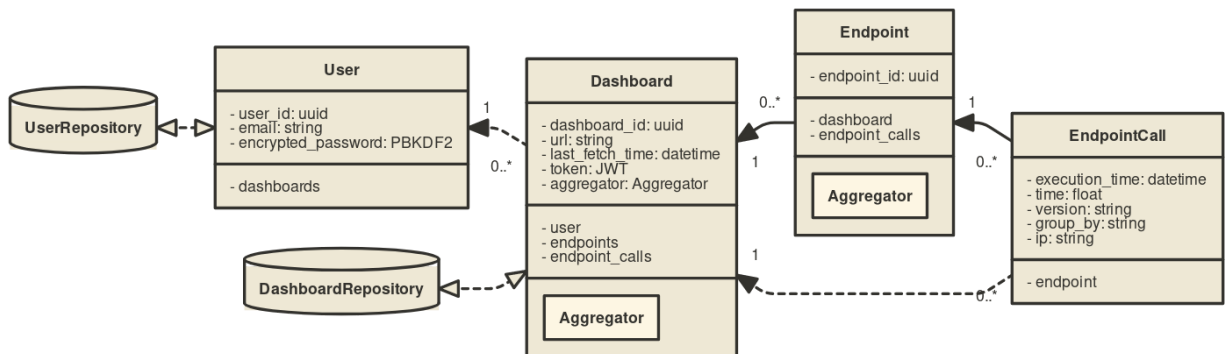 UserRepository
User
- user_id: uuid
- email: string
- encrypted_password: PBKDF2
- dashboards
1
0..*
DashboardRepository
Dashboard
- dashboard_id: uuid
- url: string
- last_fetch_time: datetime
- token: JWT
- aggregator: Aggregator
- user
- endpoints
- endpoint_calls
Aggregator
0..*
1
1
Endpoint
- endpoint_id: uuid
- dashboard
- endpoint_calls
Aggregator
1
0..*
0..*
EndpointCall
- execution_time: datetime
- time: float
- version: string
- group_by: string
- ip: string
- endpoint